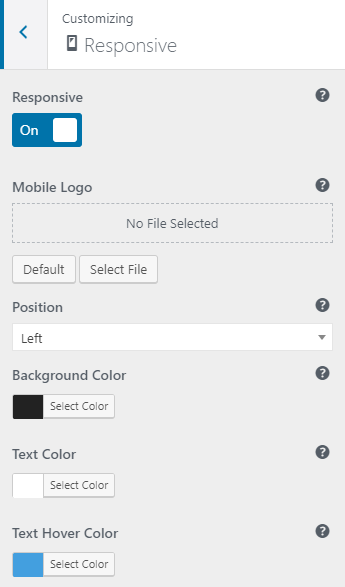 Customizing
Responsive
Responsive
On
Mobile Logo
No File Selected
Default Select File
Position
Left
Background Color
Select Color
Text Color
Select Color
Text Hover Color
Select Color